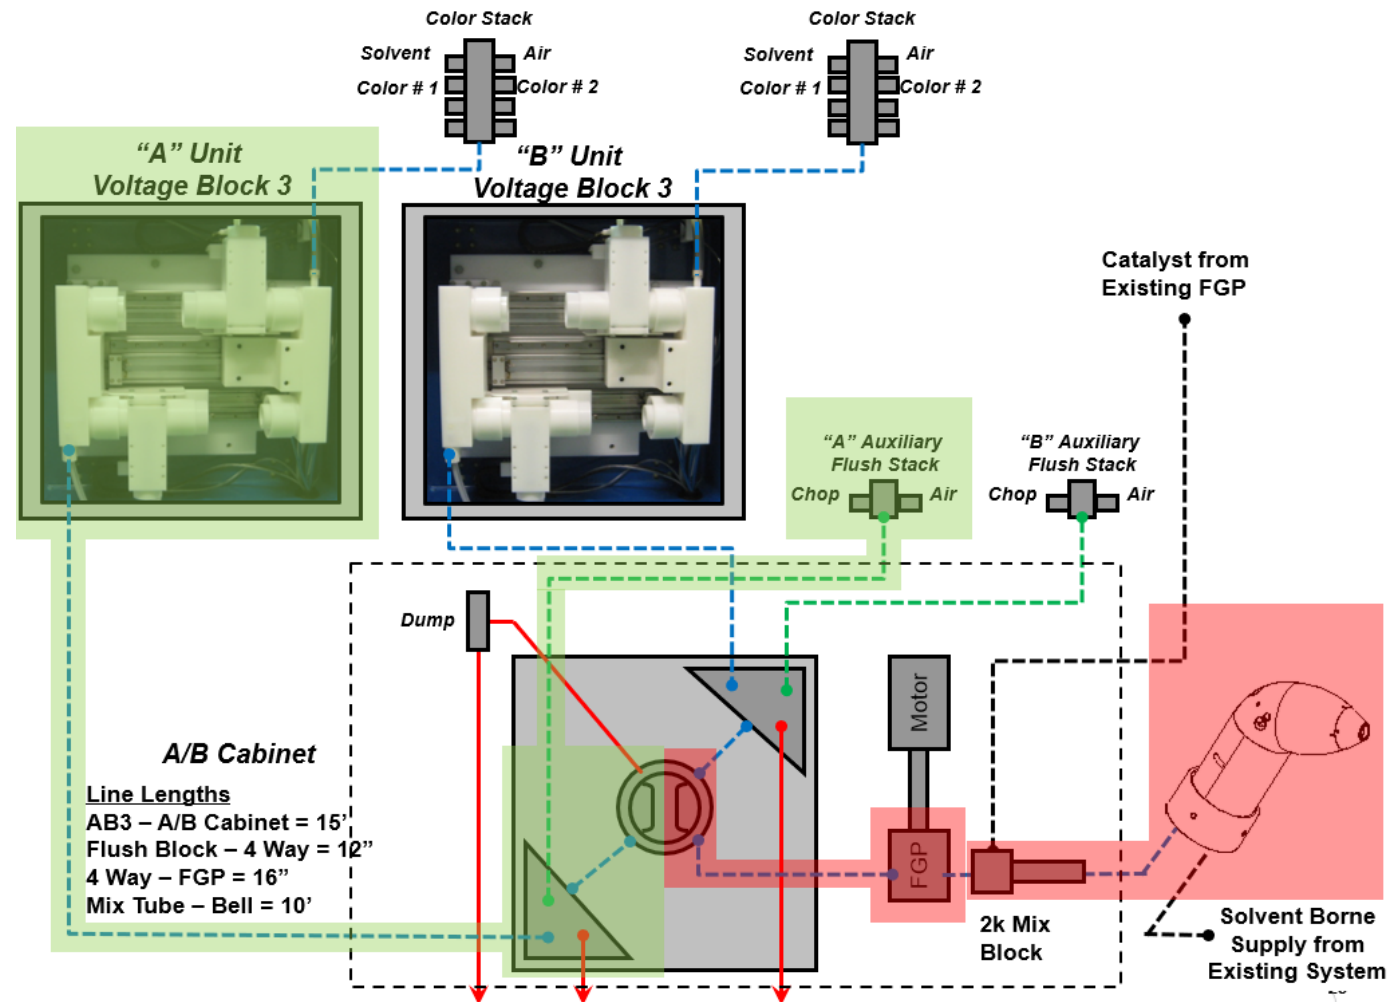 Color Stack
Solvent
Air
Color # 1
Color # 2
Color Stack
Solvent
Air
Color # 1
Color # 2
“A” Unit
Voltage Block 3
“B” Unit
Voltage Block 3
Catalyst from
Existing FGP
“A” Auxiliary
Flush Stack
Chop
Air
“B” Auxiliary
Flush Stack
Chop
Air
Dump
Motor
FGP
A/B Cabinet
Line Lengths
AB3 – A/B Cabinet = 15’
Flush Block – 4 Way = 12”
4 Way – FGP = 16”
Mix Tube – Bell = 10’
2k Mix
Block
Solvent Borne
Supply from
Existing System